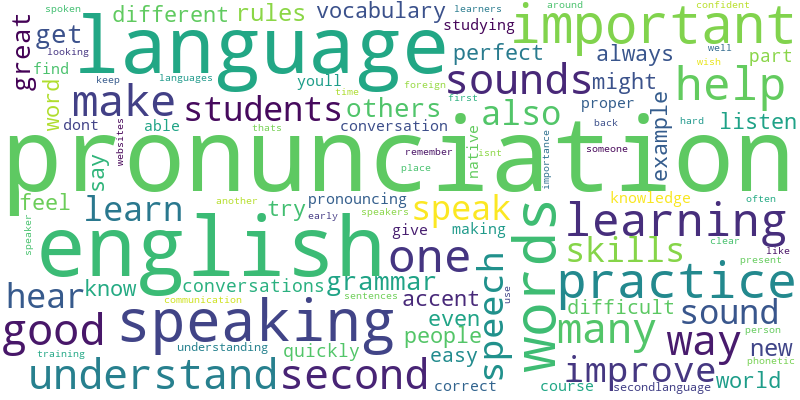 spoken
learners
around
confident
different
rules
vocabulary
important
great
get
language
studying
looking
perfect
always
well
wish
part
find
keep
languages
youll
foreign
sounds
might
help
word
make
time
first
proper
students
others
also
example
listen
websites
dont
able
thats
conversation
native
back
hard
pronunciation
isnt
remember
someone
importance
say
place
feel
another
pronouncing
speak
knowledge
often
learn
try
early
speakers
words
learning
speaker
english
give
making
one
clear
like
skills
present
hear
know
conversations
grammar
speech
practice
communication
sentences
accent
use
difficult
sound
good
speaking
even
people
many
way
person
new
training
understanding
quickly
easy
improve
phonetic
understand
second
correct
course
secondlanguage
world